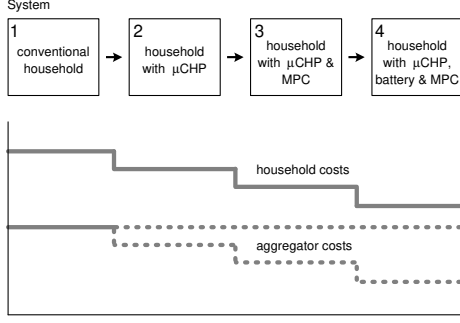 System
1
conventional
household
2
household
with μCHP
3
household
with μCHP &
MPC
4
household
with μCHP,
battery & MPC
household costs
aggregator costs